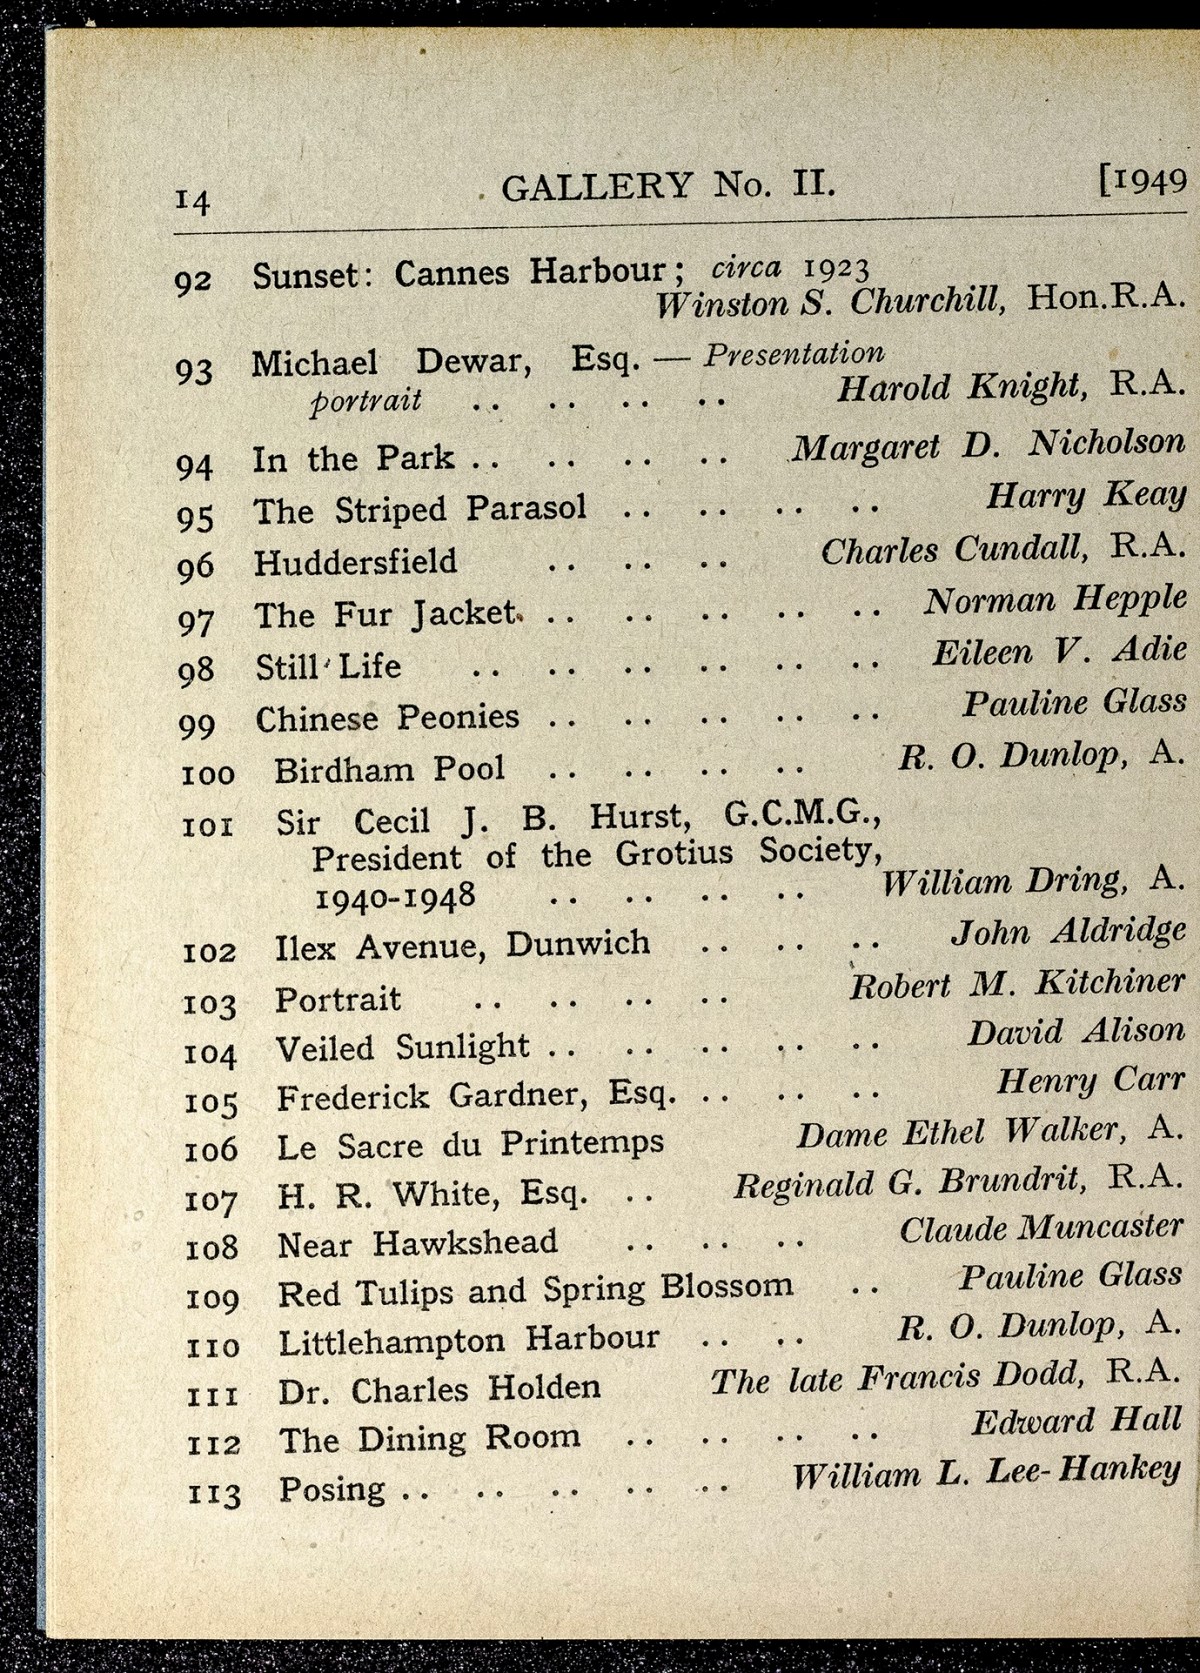 14 GALLERY No. II. [1949
92 Sunset: Cannes Harbour; circa 1923
Winston S. Churchill, Hon.R.A.
93 Michael Dewar, Esq. — Presentation
portrait .. .. .. .. Harold Knight, R.A.
94 In the Park .. .. .. .. Margaret D. Nicholson
95 The Striped Parasol .. .. .. .. Harry Keay
96 Huddersfield .. .. .. Charles Cundall, R.A.
97 The Fur Jacket .. .. .. .. .. Norman Hepple
98 Still Life .. .. .. .. .. .. Eileen V. Adie
99 Chinese Peonies .. .. .. .. .. Pauline Glass
100 Birdham Pool .. .. .. .. R. O. Dunlop, A.
101 Sir Cecil J. B. Hurst, G.C.M.G.,
President of the Grotius Society,
1940-1948 .. .. .. .. William Dring, A.
102 Ilex Avenue, Dunwich .. .. .. John Aldridge
103 Portrait .. .. .. .. Robert M. Kitchiner
104 Veiled Sunlight .. .. .. .. .. David Alison
105 Frederick Gardner, Esq. .. .. .. Henry Carr
106 Le Sacre du Printemps Dame Ethel Walker, A.
107 H. R. White, Esq. .. Reginald G. Brundrit, R.A.
108 Near Hawkshead .. .. .. Claude Muncaster
109 Red Tulips and Spring Blossom .. Pauline Glass
110 Littlehampton Harbour .. .. R. O. Dunlop, A.
111 Dr. Charles Holden The late Francis Dodd, R.A.
112 The Dining Room .. .. .. .. Edward Hall
113 Posing .. .. .. .. .. William L. Lee-Hankey